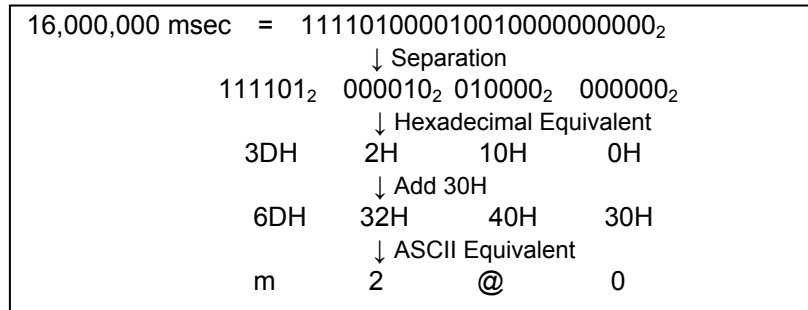 16,000,000 msec = 111101000010010000000000₂
↓ Separation
111101₂ 000010₂ 010000₂ 000000₂
↓ Hexadecimal Equivalent
3DH 2H 10H 0H
↓ Add 30H
6DH 32H 40H 30H
↓ ASCII Equivalent
m 2 @ 0